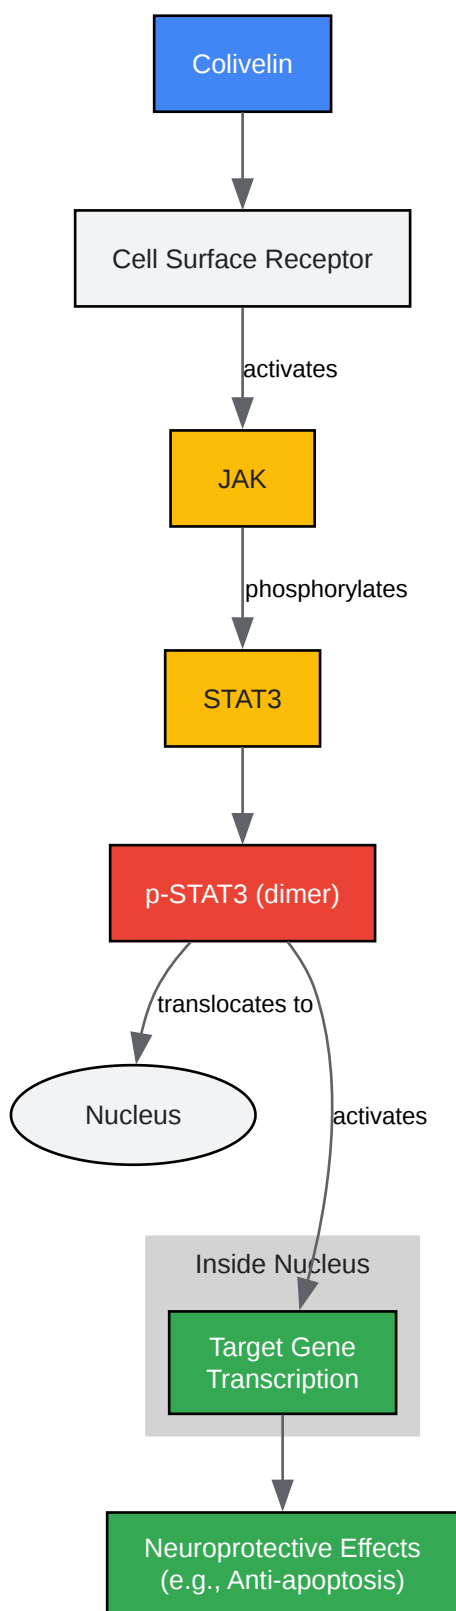 Colivelin
Cell Surface Receptor
activates
JAK
phosphorylates
STAT3
p-STAT3 (dimer)
translocates to
Nucleus
activates
Inside Nucleus
Target Gene
Transcription
Neuroprotective Effects
(e.g., Anti-apoptosis)